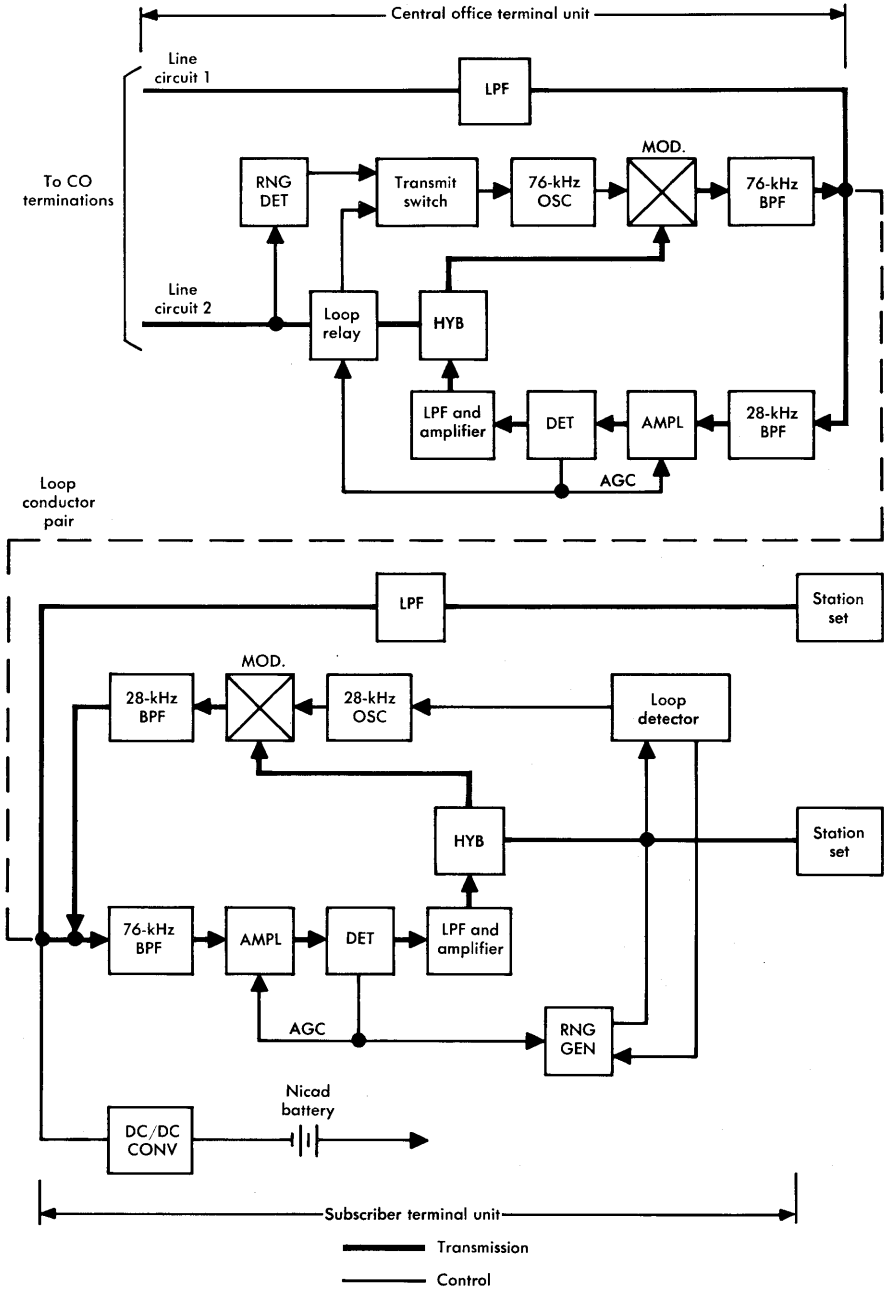 Central office terminal unit
Line
circuit 1
LPF
To CO
terminations
RNG
DET
Transmit
switch
76-kHz
OSC
MOD.
76-kHz
BPF
Line
circuit 2
Loop
relay
HYB
LPF and
amplifier
DET
AMPL
28-kHz
BPF
AGC
Loop
conductor
pair
LPF
Station
set
28-kHz
BPF
MOD.
28-kHz
OSC
Loop
detector
HYB
Station
set
76-kHz
BPF
AMPL
DET
LPF and
amplifier
AGC
RNG
GEN
DC/DC
CONV
Nicad
battery
Subscriber terminal unit
Transmission
Control